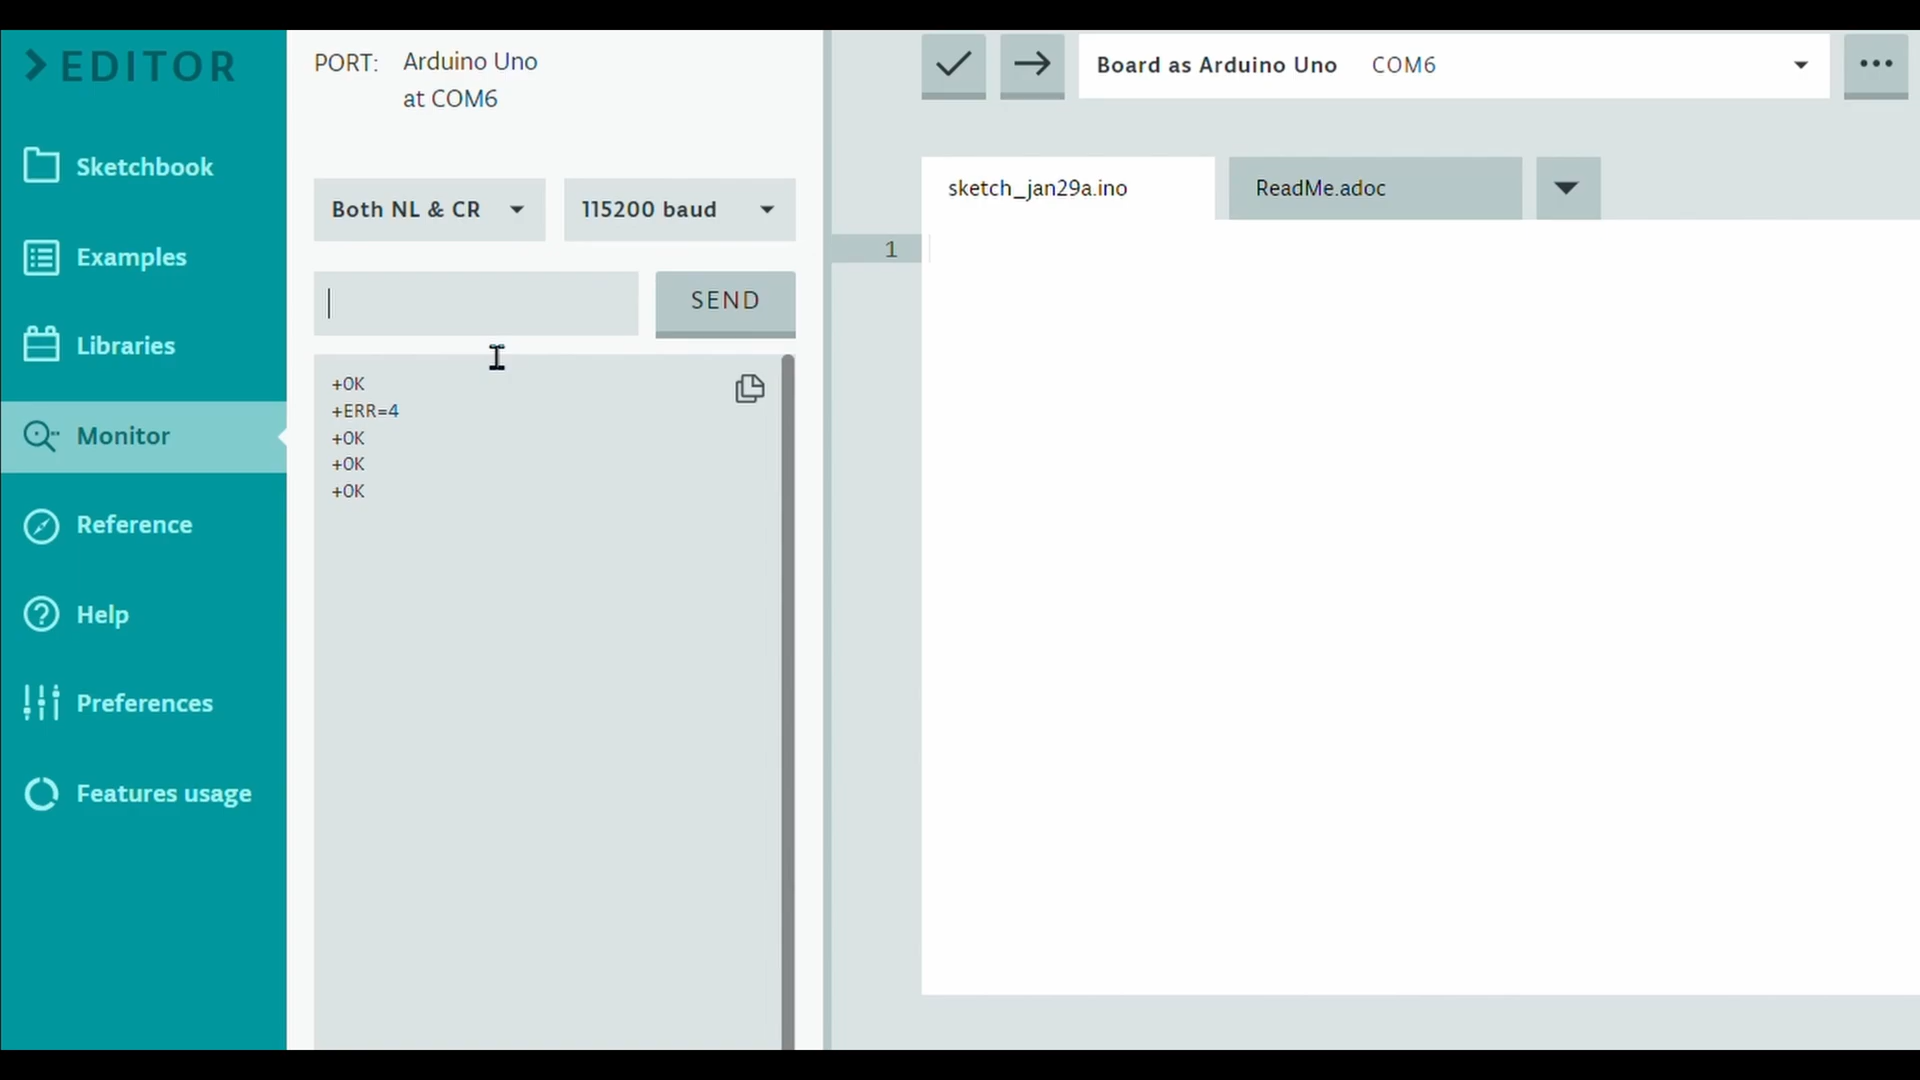 EDITOR
Sketchbook
Examples
Libraries
Monitor
Reference
Help
Preferences
Features usage
PORT: Arduino Uno
at COM6
Both NL & CR
115200 baud
SEND
+OK
+ERR=4
+OK
+OK
+OK
Board as Arduino Uno COM6
sketch_jan29a.ino
ReadMe.adoc
1